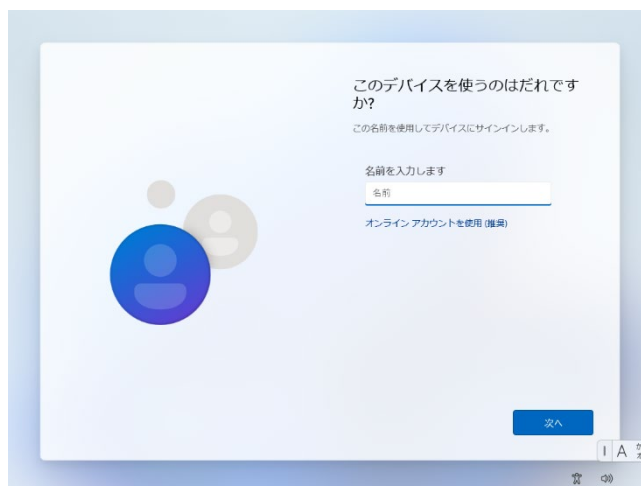 このデバイスを使うのはだれです
か?
この名前を使用してデバイスにサインインします。
名前を入力します
名前
オンライン アカウントを使用 (推奨)
次へ
A